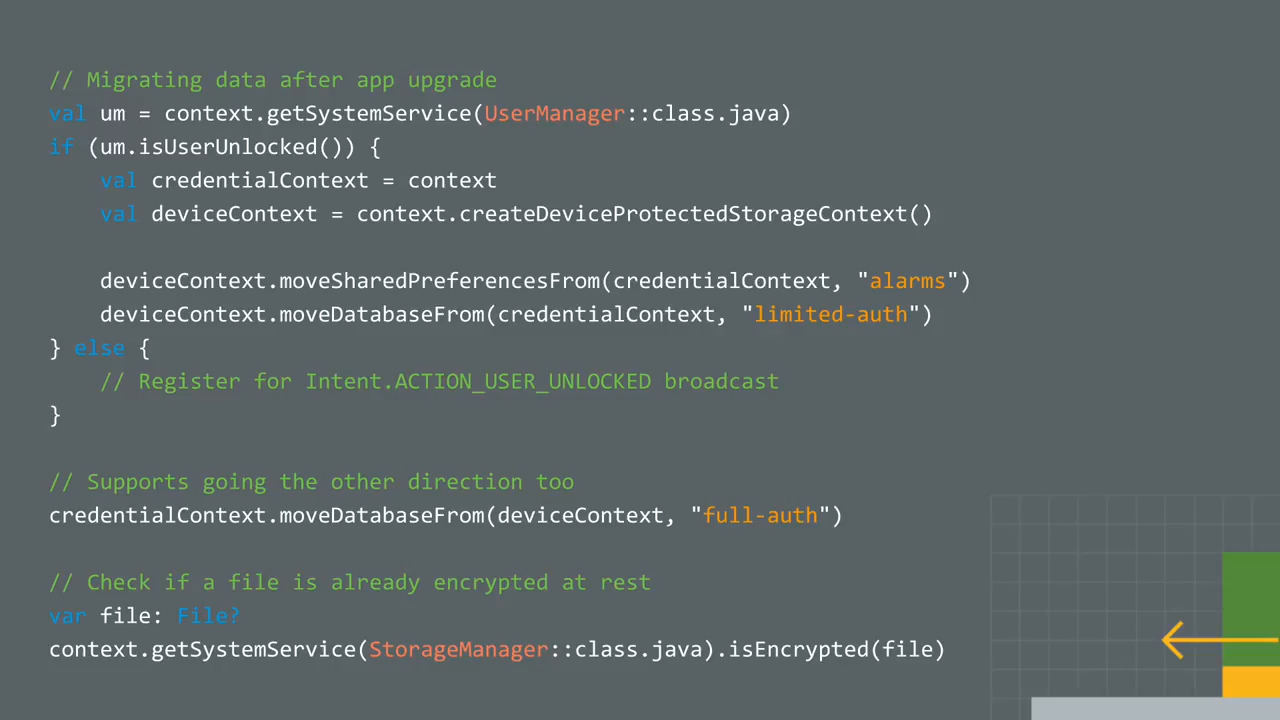 // Migrating data after app upgrade
val um = context.getSystemService(UserManager::class.java)
if (um.isUserUnlocked()) {
    val credentialContext = context
    val deviceContext = context.createDeviceProtectedStorageContext()

    deviceContext.moveSharedPreferencesFrom(credentialContext, "alarms")
    deviceContext.moveDatabaseFrom(credentialContext, "limited-auth")
} else {
    // Register for Intent.ACTION_USER_UNLOCKED broadcast
}

// Supports going the other direction too
credentialContext.moveDatabaseFrom(deviceContext, "full-auth")

// Check if a file is already encrypted at rest
var file: File?
context.getSystemService(StorageManager::class.java).isEncrypted(file)